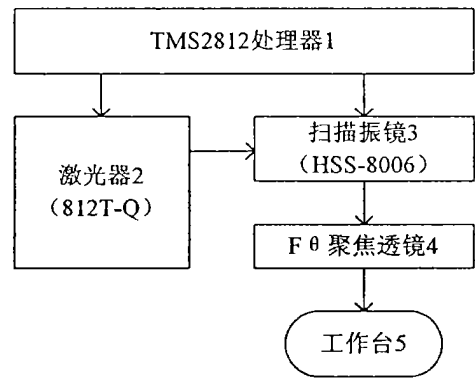 TMS2812处理器1
激光器2
（812T-Q）
扫描振镜3
（HSS-8006）
Fθ聚焦透镜4
工作台5